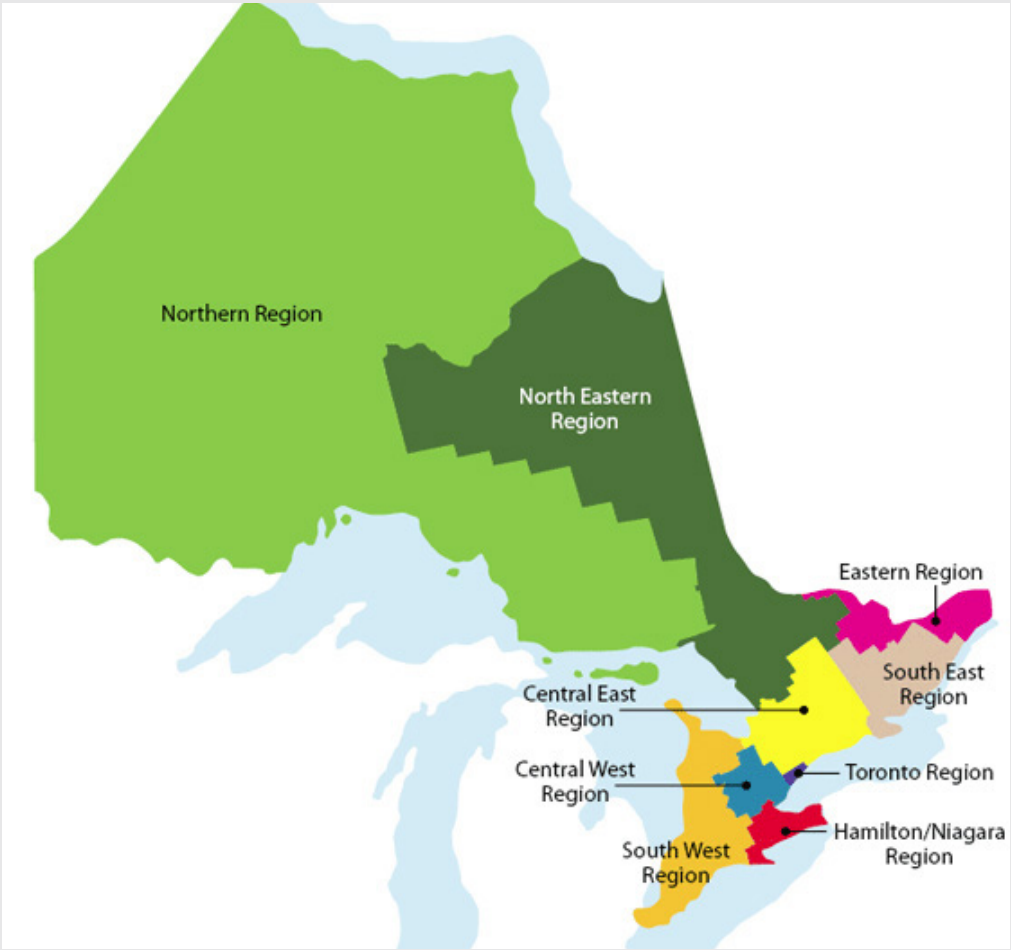 Northern Region
North Eastern
Region
Eastern Region
South East
Region
Central East
Region
Central West
Region
Toronto Region
Hamilton/Niagara
Region
South West
Region